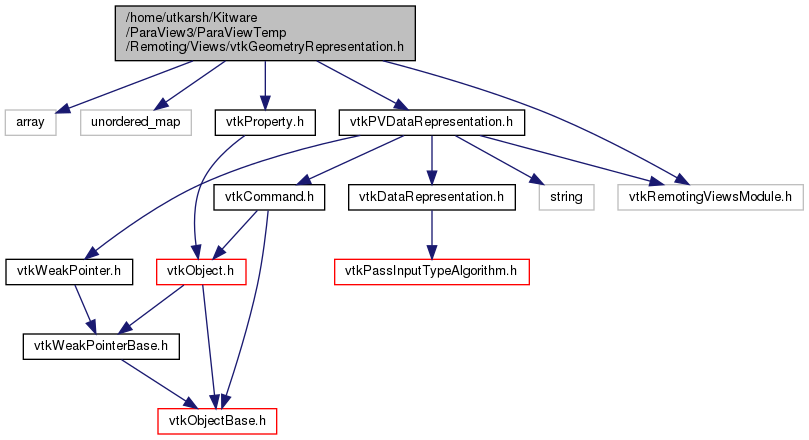 /home/utkarsh/Kitware
/ParaView3/ParaViewTemp
/Remoting/Views/vtkGeometryRepresentation.h
array
unordered_map
vtkProperty.h
vtkPVDataRepresentation.h
vtkCommand.h
vtkDataRepresentation.h
string
vtkRemotingViewsModule.h
vtkWeakPointer.h
vtkObject.h
vtkPassInputTypeAlgorithm.h
vtkWeakPointerBase.h
vtkObjectBase.h